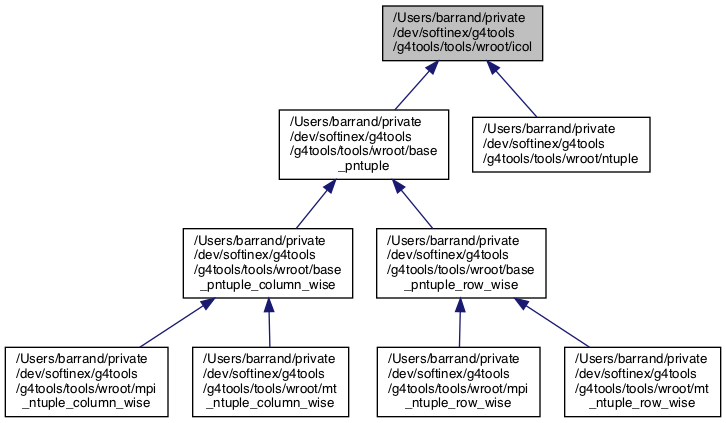 /Users/barrand/private
/dev/softinex/g4tools
/g4tools/tools/wroot/icol
/Users/barrand/private
/dev/softinex/g4tools
/g4tools/tools/wroot/base
_pntuple
/Users/barrand/private
/dev/softinex/g4tools
/g4tools/tools/wroot/ntuple
/Users/barrand/private
/dev/softinex/g4tools
/g4tools/tools/wroot/base
_pntuple_column_wise
/Users/barrand/private
/dev/softinex/g4tools
/g4tools/tools/wroot/base
_pntuple_row_wise
/Users/barrand/private
/dev/softinex/g4tools
/g4tools/tools/wroot/mpi
_ntuple_column_wise
/Users/barrand/private
/dev/softinex/g4tools
/g4tools/tools/wroot/mt
_ntuple_column_wise
/Users/barrand/private
/dev/softinex/g4tools
/g4tools/tools/wroot/mpi
_ntuple_row_wise
/Users/barrand/private
/dev/softinex/g4tools
/g4tools/tools/wroot/mt
_ntuple_row_wise